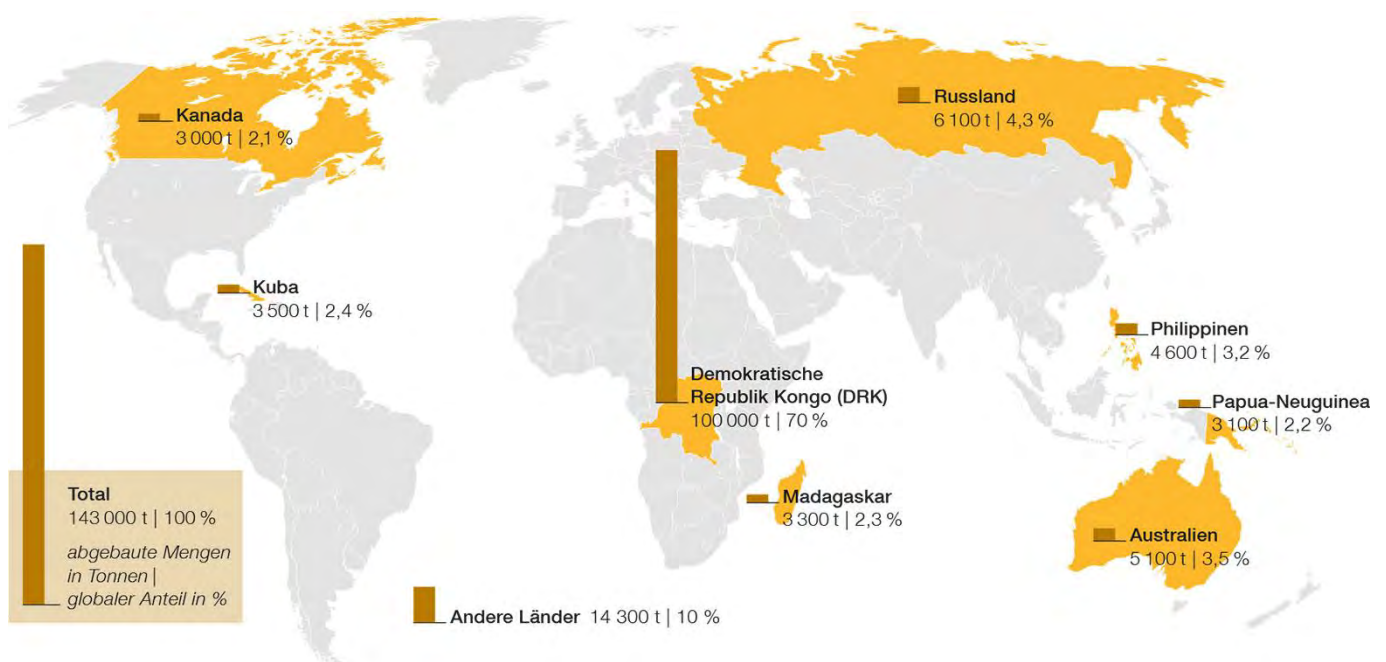 Kanada
3 000 t | 2,1 %
Russland
6 100 t | 4,3 %
Kuba
3 500 t | 2,4 %
Philippinen
4 600 t | 3,2 %
Demokratische
Republik Kongo (DRK)
100 000 t | 70 %
Papua-Neuguinea
3 100 t | 2,2 %
Total
143 000 t | 100 %
abgebaute Mengen
in Tonnen |
globaler Anteil in %
Madagaskar
3 300 t | 2,3 %
Australien
5 100 t | 3,5 %
Andere Länder 14 300 t | 10 %